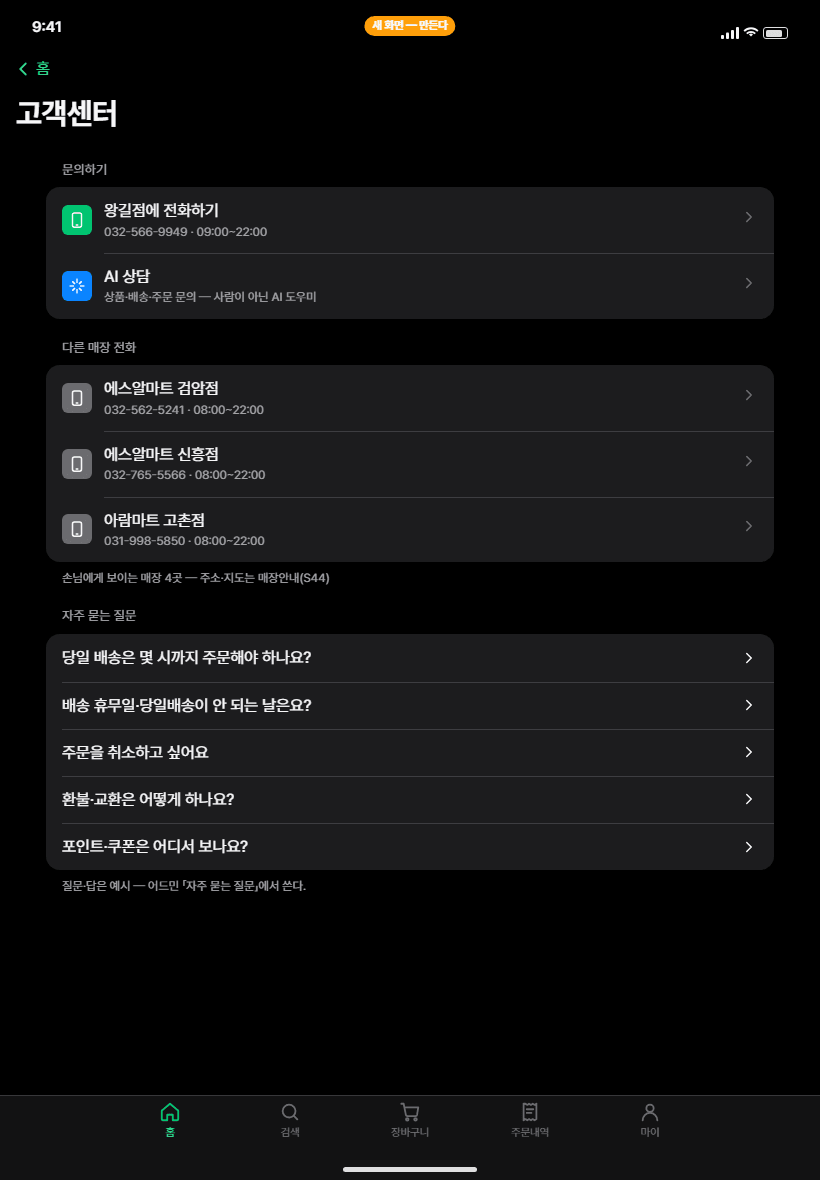 9:41
새 화면 — 만든다
홈
고객센터
문의하기
왕길점에 전화하기
032-566-9949 · 09:00~22:00
AI 상담
상품·배송·주문 문의 — 사람이 아닌 AI 도우미
다른 매장 전화
에스알마트 검암점
032-562-5241 · 08:00~22:00
에스알마트 신흥점
032-765-5566 · 08:00~22:00
아람마트 고촌점
031-998-5850 · 08:00~22:00
손님에게 보이는 매장 4곳 — 주소·지도는 매장안내(S44)
자주 묻는 질문
당일 배송은 몇 시까지 주문해야 하나요?
배송 휴무일·당일배송이 안 되는 날은요?
주문을 취소하고 싶어요
환불·교환은 어떻게 하나요?
포인트·쿠폰은 어디서 보나요?
질문·답은 예시 — 어드민 「자주 묻는 질문」에서 쓴다.
홈
검색
장바구니
주문내역
마이